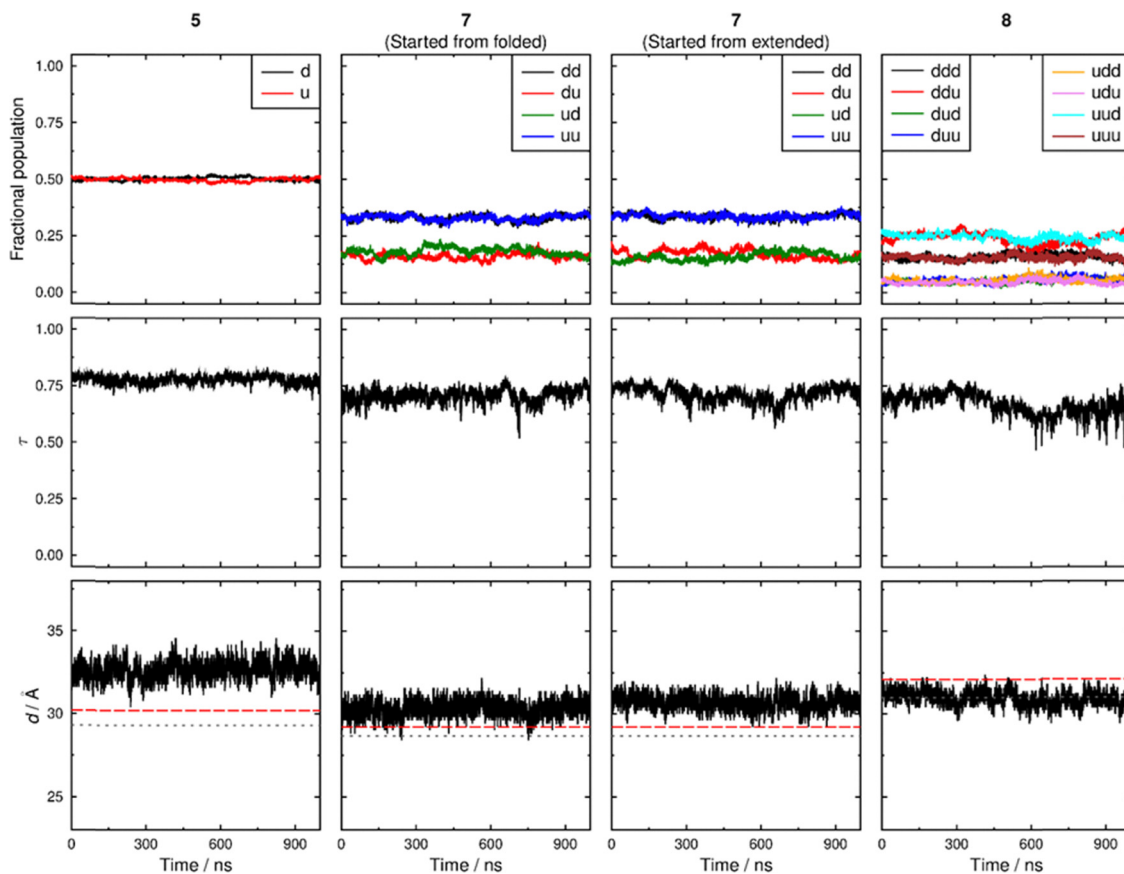 5 7 7 8
(Started from folded) (Started from extended)
d
u
dd
du
ud
uu
dd
du
ud
uu
ddd
ddu
dud
duu
udd
udu
uud
uuu
Fractional population
1.00
0.75
0.50
0.25
0.00
τ
1.00
0.75
0.50
0.25
0.00
d / Å
35
30
25
0 300 600 900 0 300 600 900 0 300 600 900 0 300 600 900
Time / ns Time / ns Time / ns Time / ns